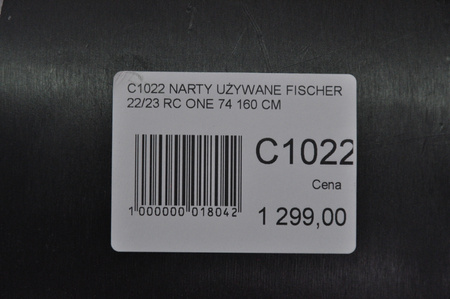 C1022 NARTY UŻYWANE FISCHER
22/23 RC ONE 74 160 CM
C1022
Cena
1 299,00
1 000000 018042